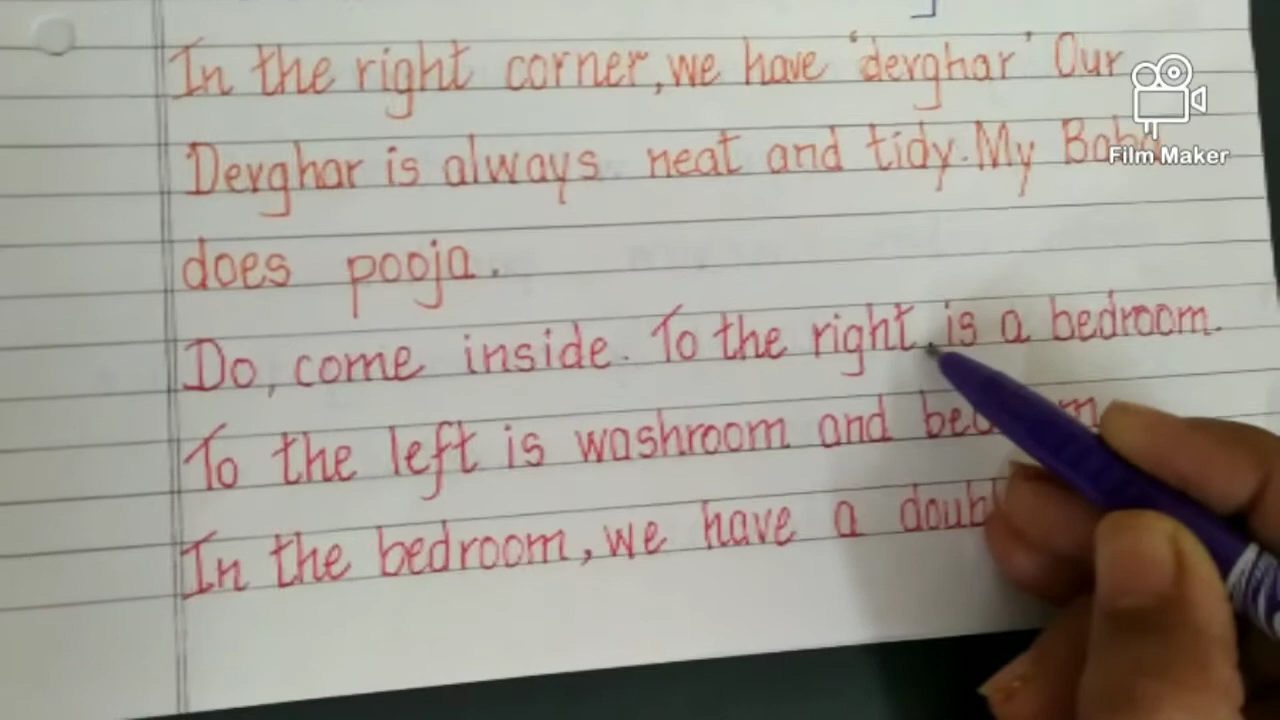 In the right corner, we have 'derghar' Our
Derghar is always neat and tidy. My
does pooja.
Do, come inside. To the right is a bedroom.
To the left is washroom and
In the bedroom, we have a
Film Maker